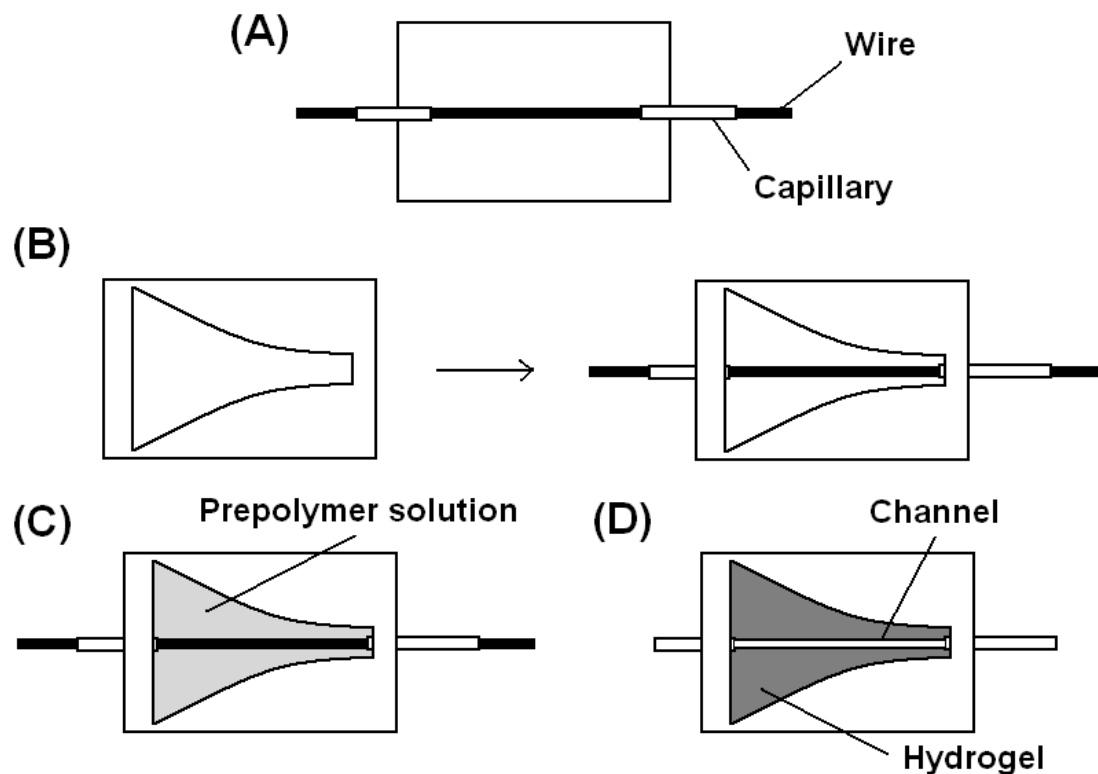 (A)
Wire
Capillary
(B)
(C)
Prepolymer solution
(D)
Channel
Hydrogel